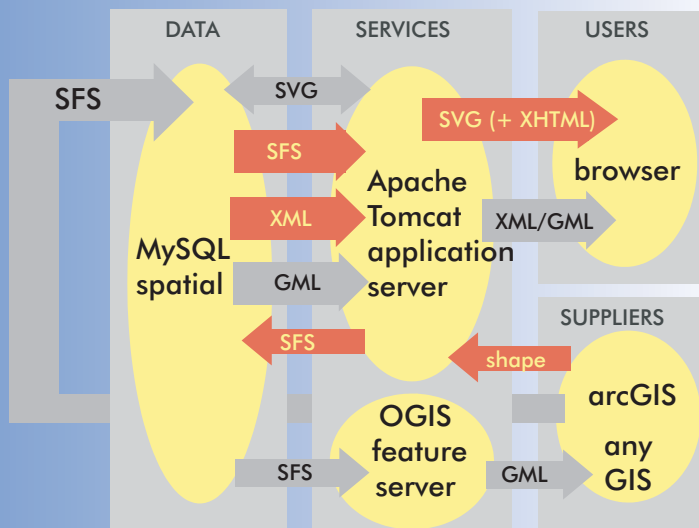 DATA
SERVICES
USERS
SFS
SVG
SVG (+ XHTML)
SFS
Apache
Tomcat
application
server
browser
XML
XML/GML
MySQL
spatial
GML
SUPPLIERS
SFS
shape
arcGIS
any
GIS
OGIS
feature
server
SFS
GML